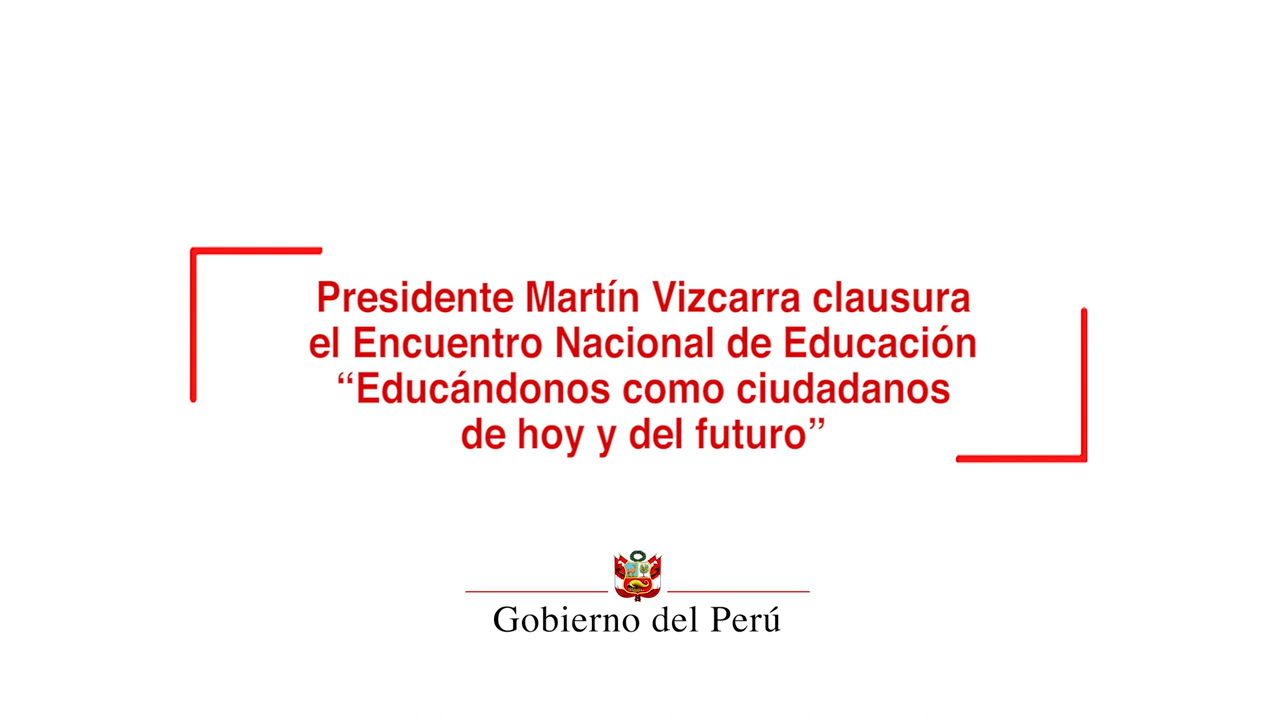 Presidente Martín Vizcarra clausura
el Encuentro Nacional de Educación
“Educándonos como ciudadanos
de hoy y del futuro”
Gobierno del Perú